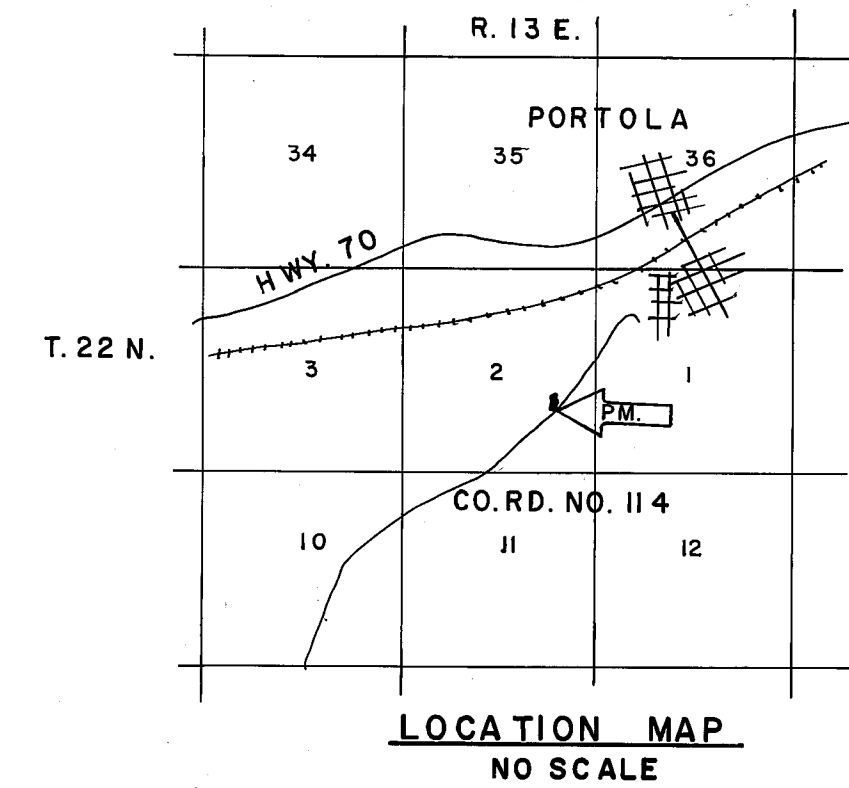 R. 13 E.
PORTOLA
34
35
36
HWY. 70
T. 22 N.
3
2
1
PM.
CO. RD. NO. 114
10
11
12
LOCATION MAP
NO SCALE